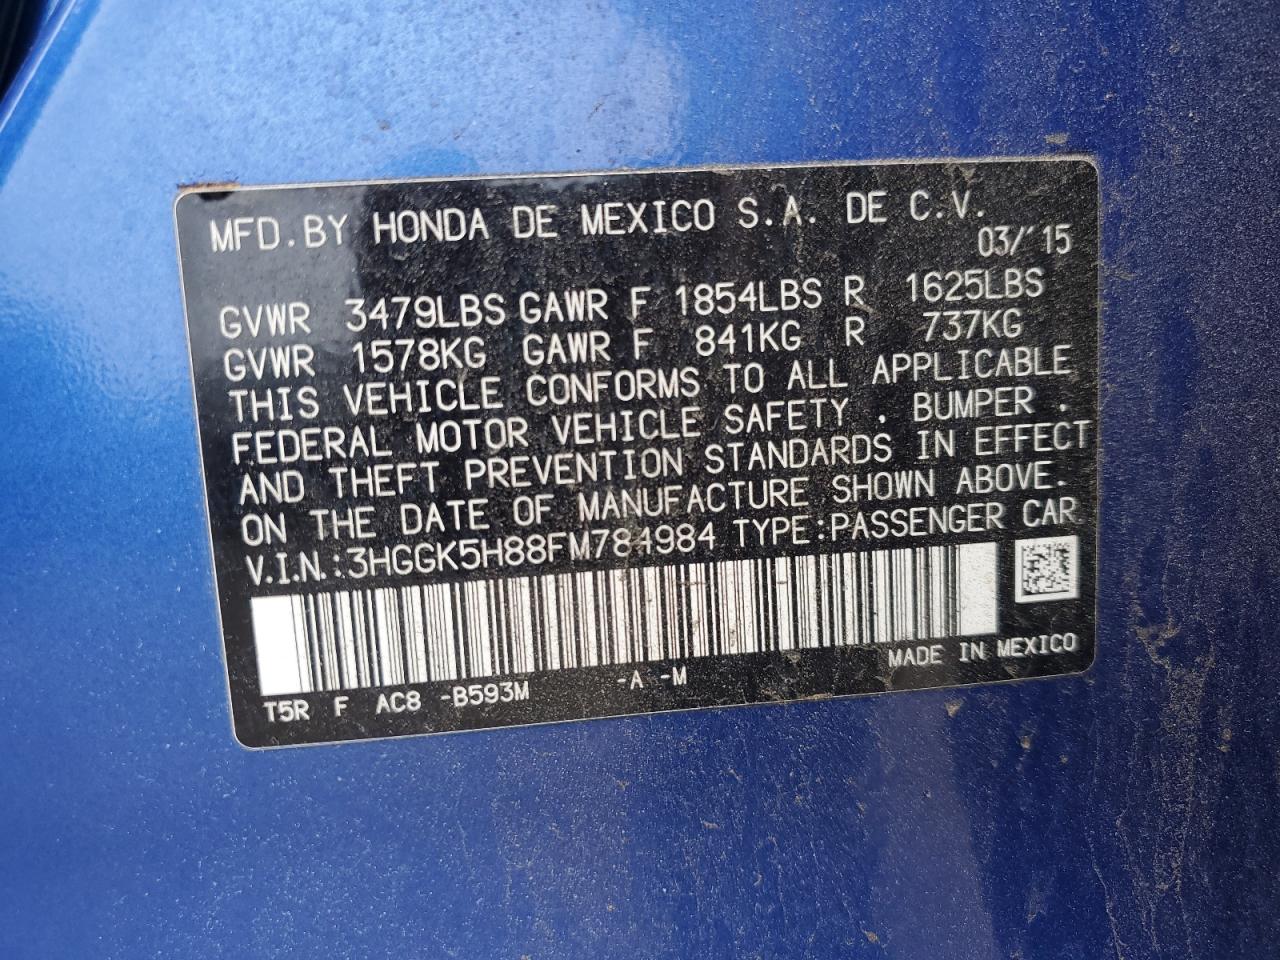 MFD.BY HONDA DE MEXICO S.A. DE C.V.
03/'15
GVWR 3479LBS GAWR F 1854LBS R 1625LBS
GVWR 1578KG GAWR F 841KG R 737KG
THIS VEHICLE CONFORMS TO ALL APPLICABLE
FEDERAL MOTOR VEHICLE SAFETY . BUMPER .
AND THEFT PREVENTION STANDARDS IN EFFECT
ON THE DATE OF MANUFACTURE SHOWN ABOVE.
V.I.N.:3HGGK5H88FM784984 TYPE:PASSENGER CAR
MADE IN MEXICO
T5R F AC8 -B593M -A -M